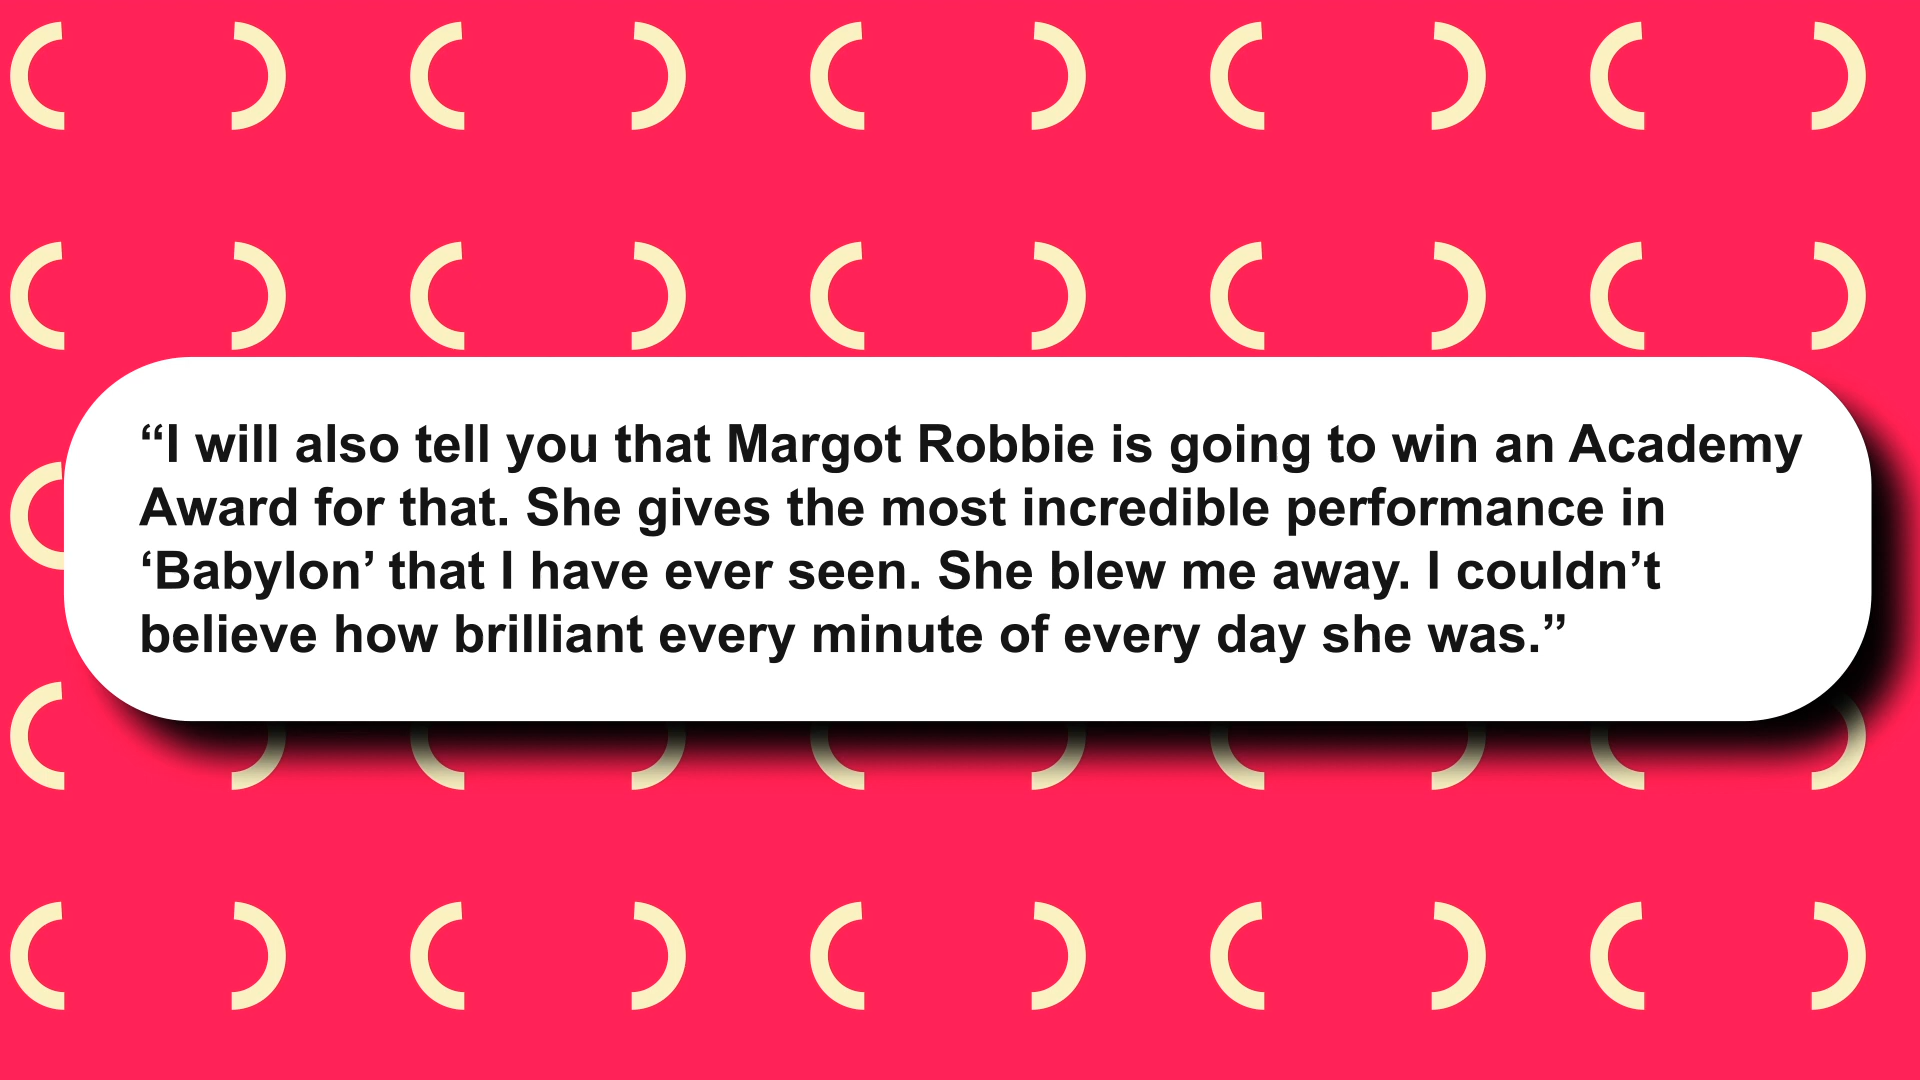 “I will also tell you that Margot Robbie is going to win an Academy
Award for that. She gives the most incredible performance in
‘Babylon’ that I have ever seen. She blew me away. I couldn’t
believe how brilliant every minute of every day she was.”